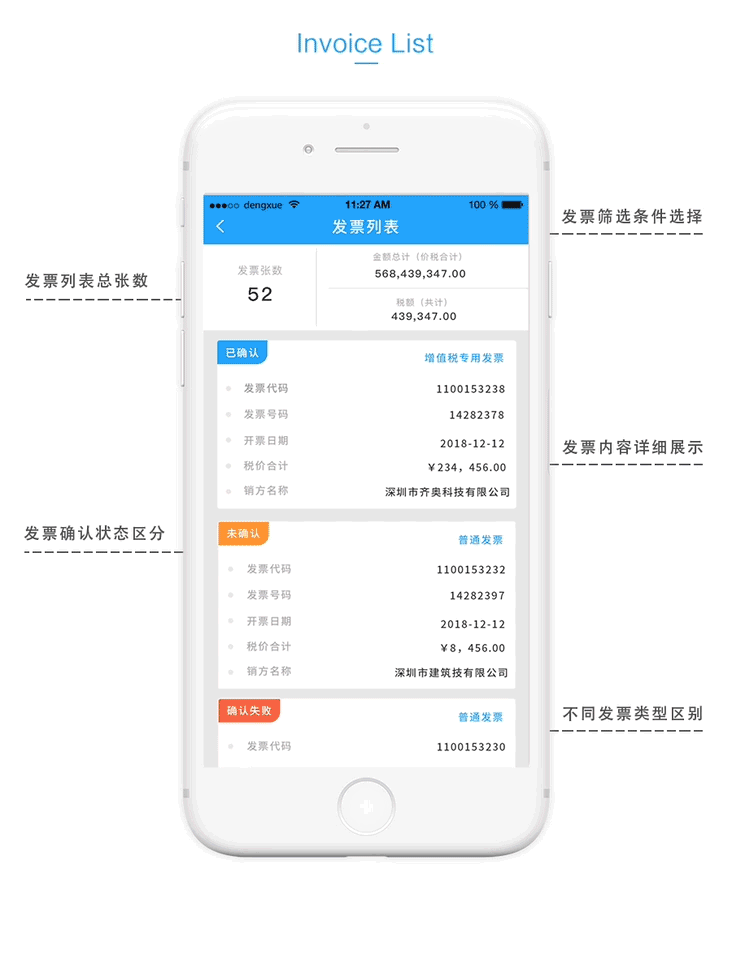 Invoice List
dengxue 11:27 AM 100 %
发票列表
发票筛选条件选择
发票张数
52
金额总计（价税合计）
568,439,347.00
税额（共计）
439,347.00
发票列表总张数
已确认
增值税专用发票
发票代码 1100153238
发票号码 14282378
开票日期 2018-12-12
税价合计 ￥234，456.00
销方名称 深圳市齐奥科技有限公司
发票内容详细展示
发票确认状态区分
未确认
普通发票
发票代码 1100153232
发票号码 14282397
开票日期 2018-12-12
税价合计 ￥8，456.00
销方名称 深圳市建筑技有限公司
确认失败
普通发票
发票代码 1100153230
不同发票类型区别